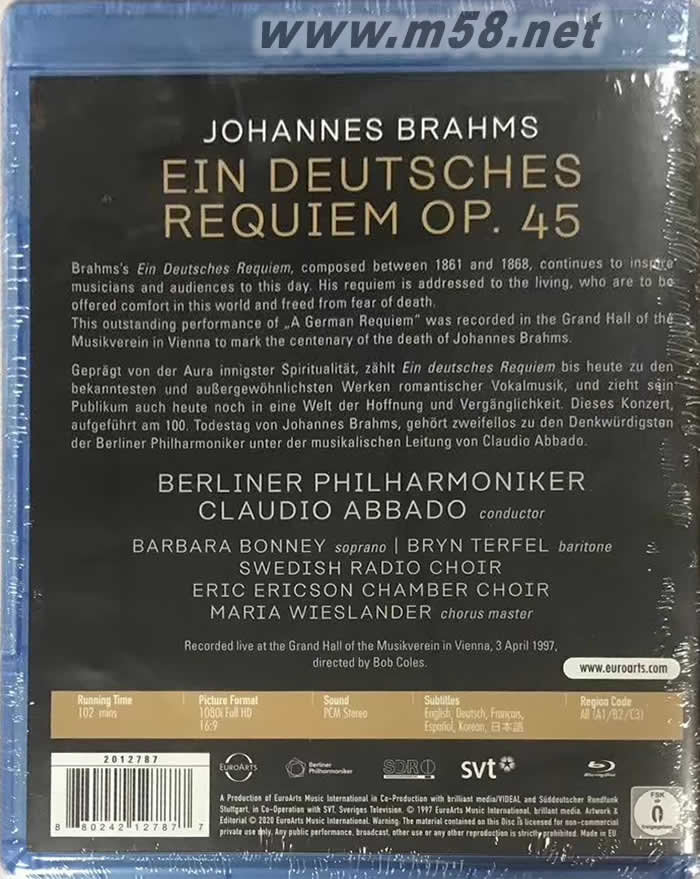 www.m58.net
JOHANNES BRAHMS
EIN DEUTSCHES
REQUIEM OP. 45
Brahms's Ein Deutsches Requiem, composed between 1861 and 1868, continues to inspire
musicians and audiences to this day. His requiem is addressed to the living, who are to be
offered comfort in this world and freed from fear of death.
This outstanding performance of „A German Requiem" was recorded in the Grand Hall of the
Musikverein in Vienna to mark the centenary of the death of Johannes Brahms.
Geprägt von der Aura innigster Spiritualität, zählt Ein deutsches Requiem bis heute zu den
bekanntesten und außergewöhnlichsten Werken romantischer Vokalmusik, und zieht sein
Publikum auch heute noch in eine Welt der Hoffnung und Vergänglichkeit. Dieses Konzert,
aufgeführt am 100. Todestag von Johannes Brahms, gehört zweifellos zu den Denkwürdigsten
der Berliner Philharmoniker unter der musikalischen Leitung von Claudio Abbado.
BERLINER PHILHARMONIKER
CLAUDIO ABBADO conductor
BARBARA BONNEY soprano | BRYN TERFEL baritone
SWEDISH RADIO CHOIR
ERIC ERICSON CHAMBER CHOIR
MARIA WIESLANDER chorus master
Recorded live at the Grand Hall of the Musikverein in Vienna, 3 April 1997,
directed by Bob Coles.
www.euroarts.com
Running Time Picture Format Sound Subtitles Region Code
102 mins 1080i Full HD PCM Stereo English, Deutsch, Français, AB (A1/B2/C3)
16:9 Español, Korean, 日本語
2012787
EUROARTS Berliner Philharmoniker SDR svt Blu-ray Disc FSK 0
8 80242 12787 7
A Production of EuroArts Music International in Co-Production with brilliant media/VIDEAL and Süddeutscher Rundfunk
Stuttgart, in Co-Operation with SVT, Sveriges Television. © 1997 EuroArts Music International, brilliant media. Artwork &
Editorial © 2020 EuroArts Music International. Warning. The material contained on this Disc is licensed for non-commercial
private use only. Any public performance, broadcast, other use or any other reproduction is strictly prohibited. Made in EU